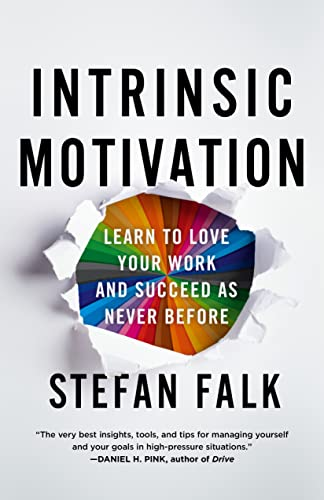 INTRINSIC
MOTIVATION
LEARN TO LOVE
YOUR WORK
AND SUCCEED AS
NEVER BEFORE
STEFAN FALK
“The very best insights, tools, and tips for managing yourself
and your goals in high-pressure situations.”
—DANIEL H. PINK, author of Drive